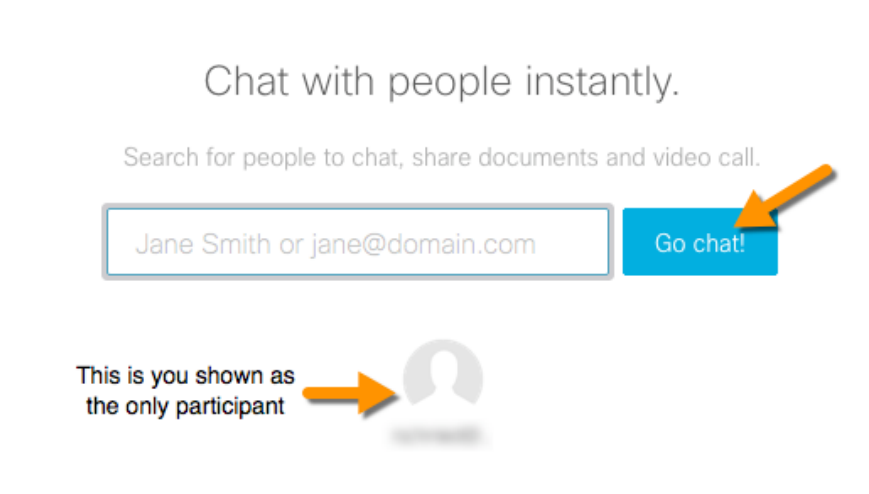 Chat with people instantly.
Search for people to chat, share documents and video call.
Jane Smith or jane@domain.com
Go chat!
This is you shown as
the only participant